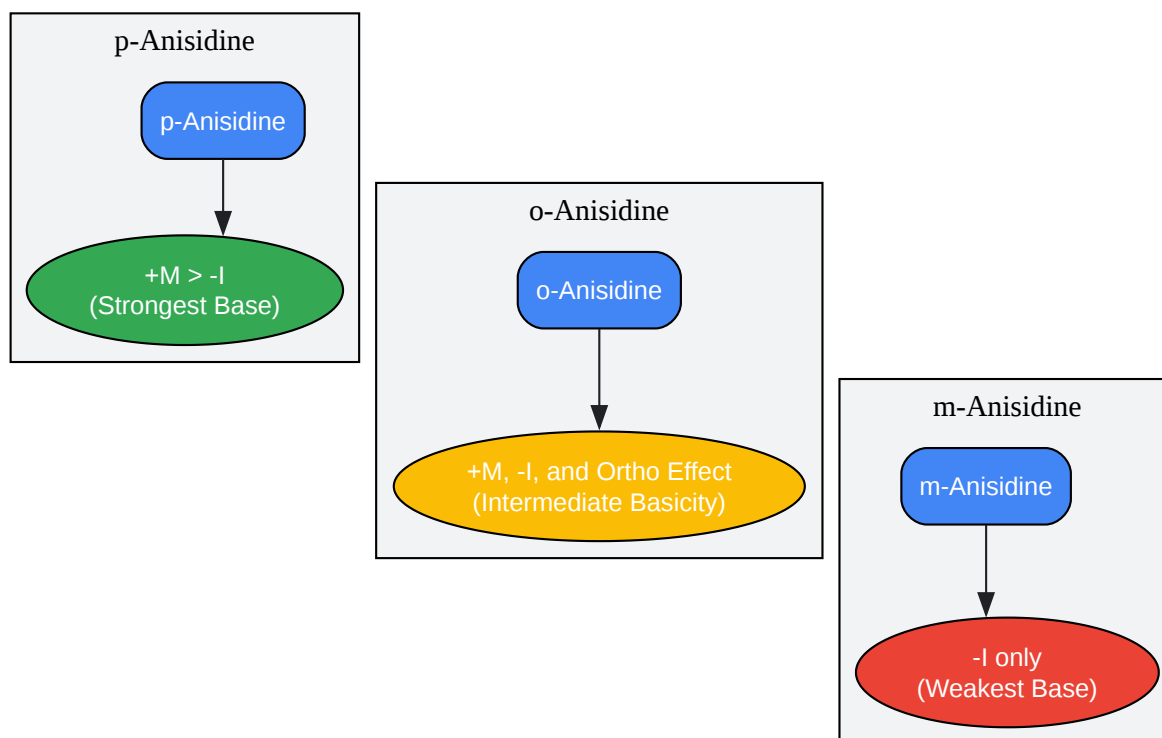 p-Anisidine
p-Anisidine
+M > -I
(Strongest Base)
o-Anisidine
o-Anisidine
+M, -I, and Ortho Effect
(Intermediate Basicity)
m-Anisidine
m-Anisidine
-I only
(Weakest Base)